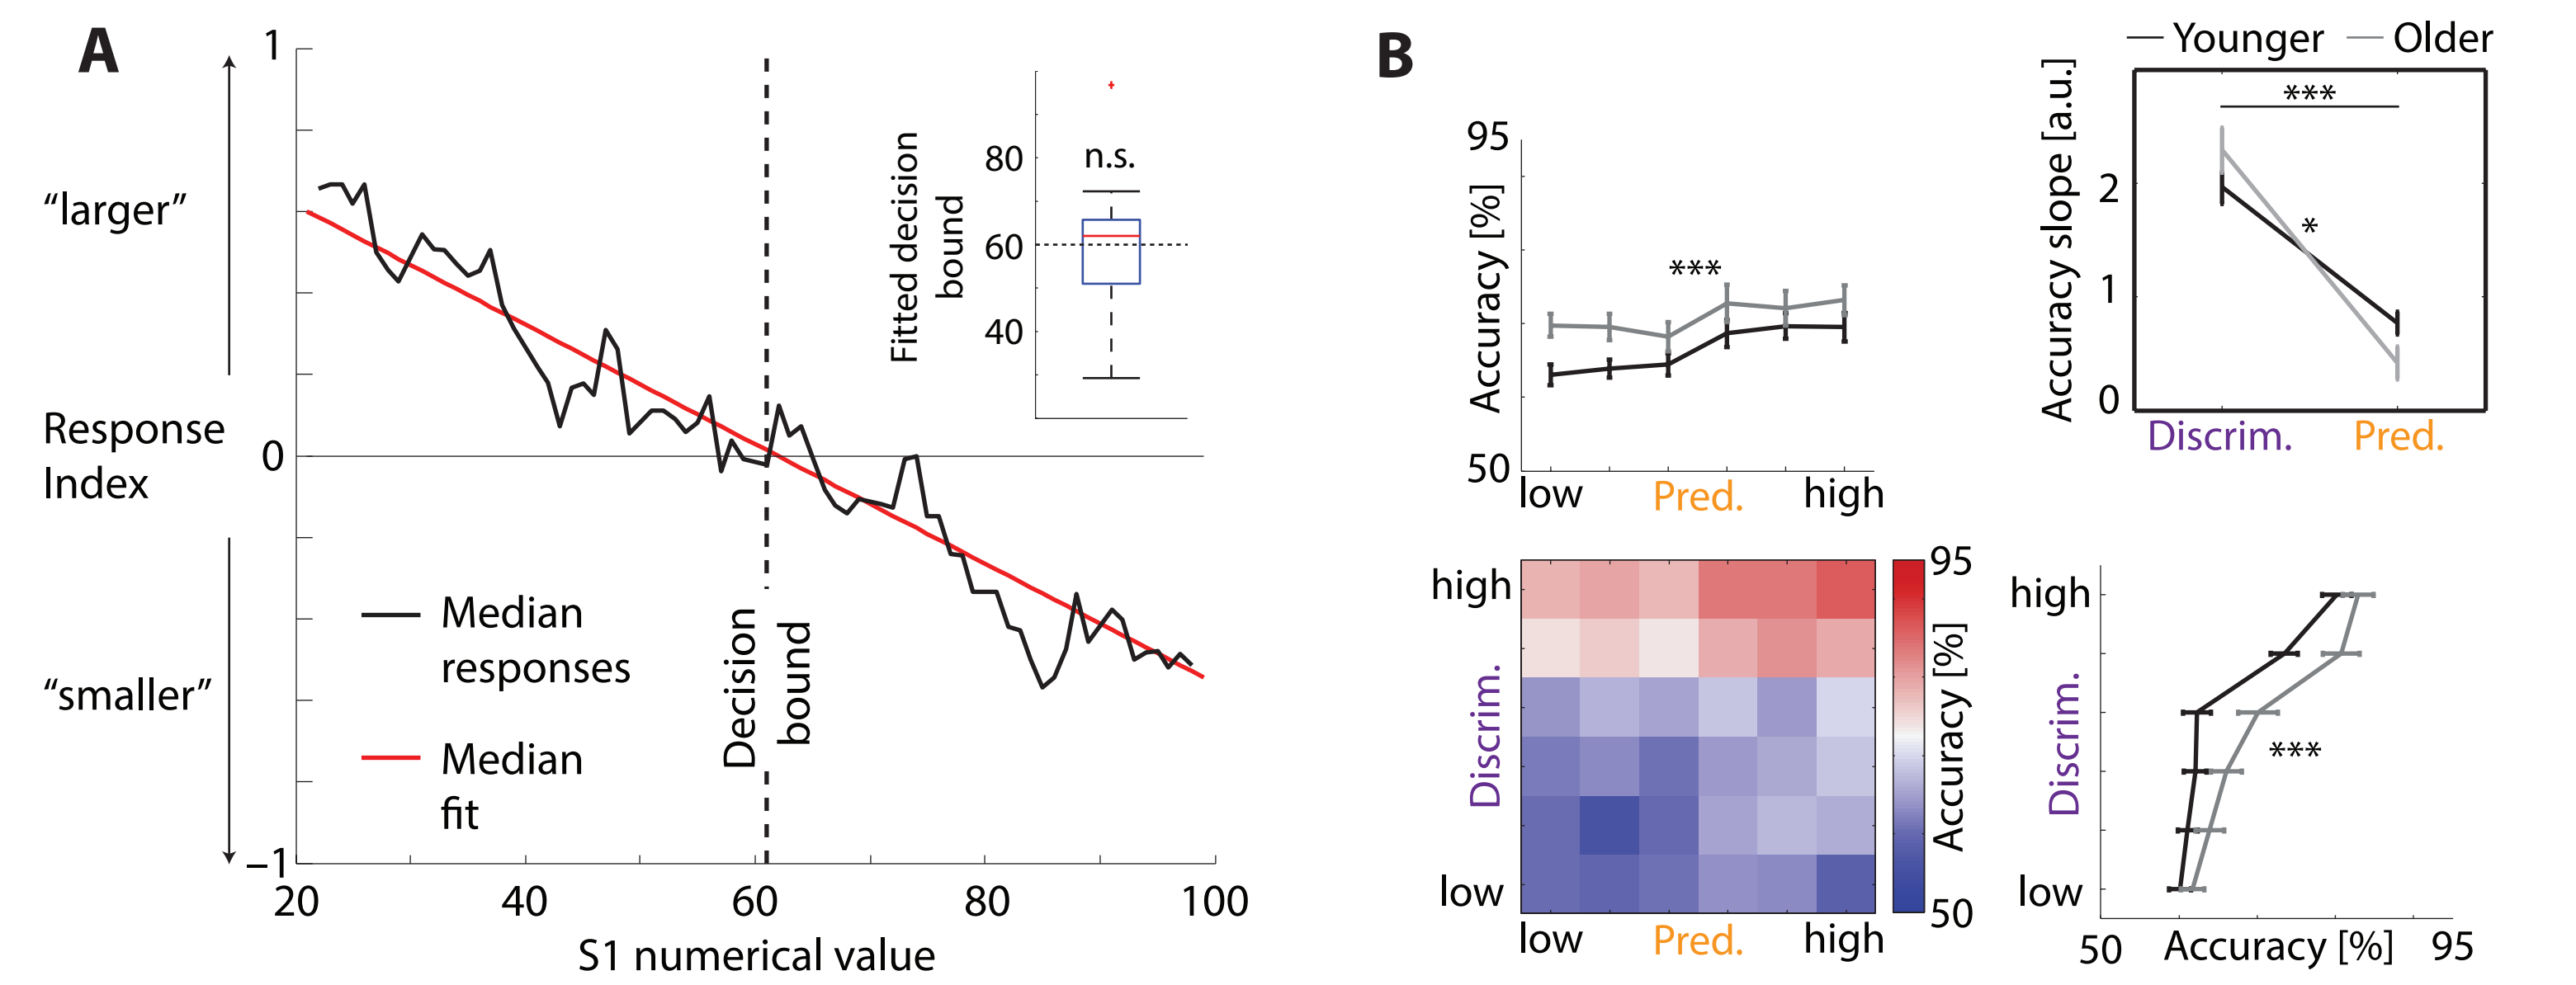 A
1
“larger”
Response
Index
0
“smaller”
−1
20
40
60
80
100
S1 numerical value
Median
responses
Median
fit
Decision
bound
Fitted decision
bound
80
60
40
n.s.
B
Accuracy [%]
95
50
***
low
Pred.
high
Younger
Older
Accuracy slope [a.u.]
2
1
0
***
*
Discrim.
Pred.
high
Discrim.
low
low
Pred.
high
95
Accuracy [%]
50
high
Discrim.
low
***
50
Accuracy [%]
95